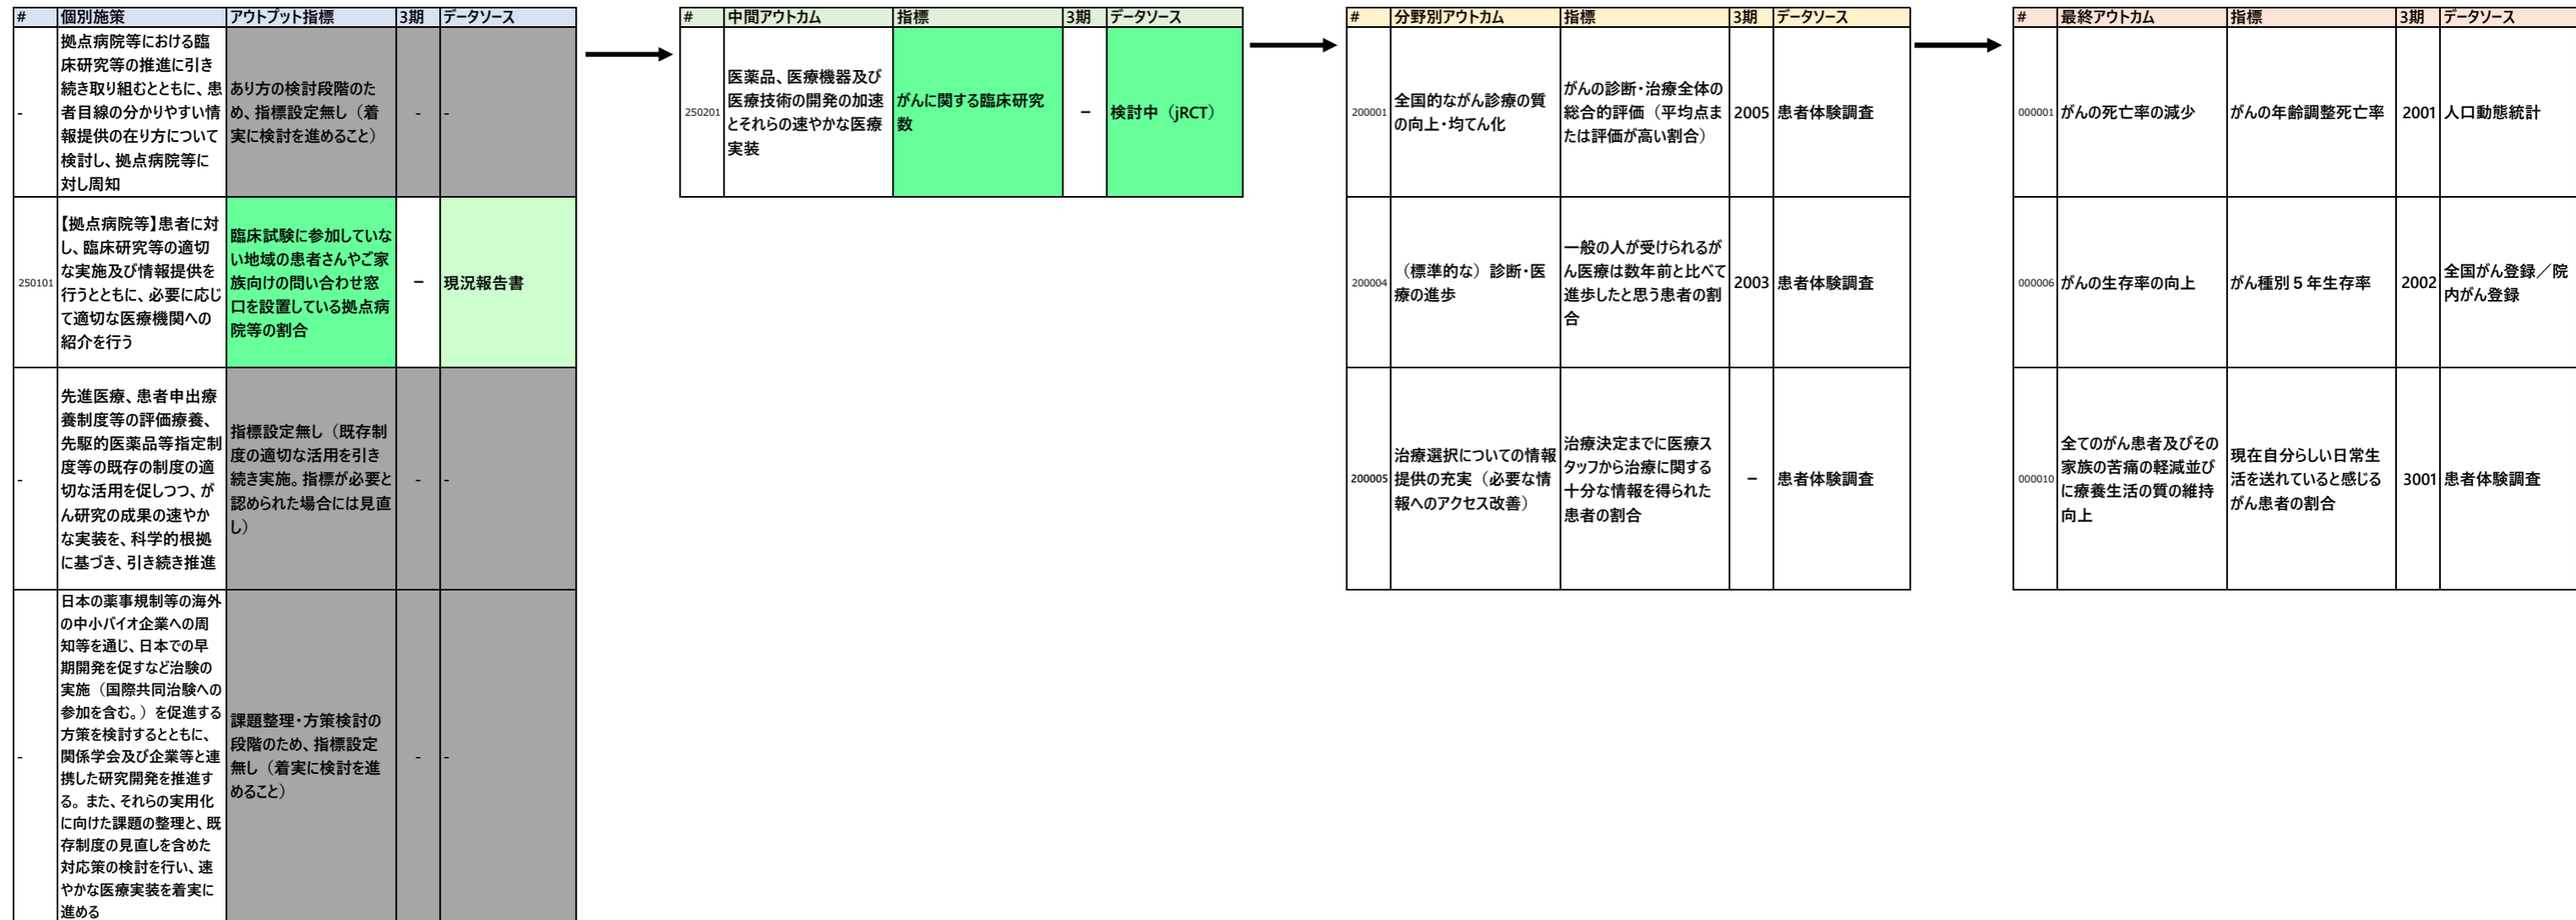 # 個別施策 アウトプット指標 3期 データソース
-
拠点病院等における臨
床研究等の推進に引き
続き取り組むとともに、患
者目線の分かりやすい情
報提供の在り方について
検討し、拠点病院等に
対し周知
あり方の検討段階のた
め、指標設定無し（着
実に検討を進めること）
-
-
250101
【拠点病院等】患者に対
し、臨床研究等の適切
な実施及び情報提供を
行うとともに、必要に応じ
て適切な医療機関への
紹介を行う
臨床試験に参加していな
い地域の患者さんやご家
族向けの問い合わせ窓
口を設置している拠点病
院等の割合
－
現況報告書
-
先進医療、患者申出療
養制度等の評価療養、
先駆的医薬品等指定制
度等の既存の制度の適
切な活用を促しつつ、が
ん研究の成果の速やか
な実装を、科学的根拠
に基づき、引き続き推進
指標設定無し（既存制
度の適切な活用を引き
続き実施。指標が必要と
認められた場合には見直
し）
-
-
-
日本の薬事規制等の海外
の中小バイオ企業への周
知等を通じ、日本での早
期開発を促すなど治験の
実施（国際共同治験への
参加を含む。）を促進する
方策を検討するとともに、
関係学会及び企業等と連
携した研究開発を推進す
る。また、それらの実用化
に向けた課題の整理と、既
存制度の見直しを含めた
対応策の検討を行い、速
やかな医療実装を着実に
進める
課題整理・方策検討の
段階のため、指標設定
無し（着実に検討を進
めること）
-
-
# 中間アウトカム 指標 3期 データソース
250201
医薬品、医療機器及び
医療技術の開発の加速
とそれらの速やかな医療
実装
がんに関する臨床研究
数
－
検討中（jRCT）
# 分野別アウトカム 指標 3期 データソース
200001
全国的ながん診療の質
の向上・均てん化
がんの診断・治療全体の
総合的評価（平均点ま
たは評価が高い割合）
2005
患者体験調査
200004
（標準的な）診断・医
療の進歩
一般の人が受けられるが
ん医療は数年前と比べて
進歩したと思う患者の割
合
2003
患者体験調査
200005
治療選択についての情報
提供の充実（必要な情
報へのアクセス改善）
治療決定までに医療ス
タッフから治療に関する
十分な情報を得られた
患者の割合
－
患者体験調査
# 最終アウトカム 指標 3期 データソース
000001
がんの死亡率の減少
がんの年齢調整死亡率
2001
人口動態統計
000006
がんの生存率の向上
がん種別５年生存率
2002
全国がん登録／院
内がん登録
000010
全てのがん患者及びその
家族の苦痛の軽減並び
に療養生活の質の維持
向上
現在自分らしい日常生
活を送れていると感じる
がん患者の割合
3001
患者体験調査